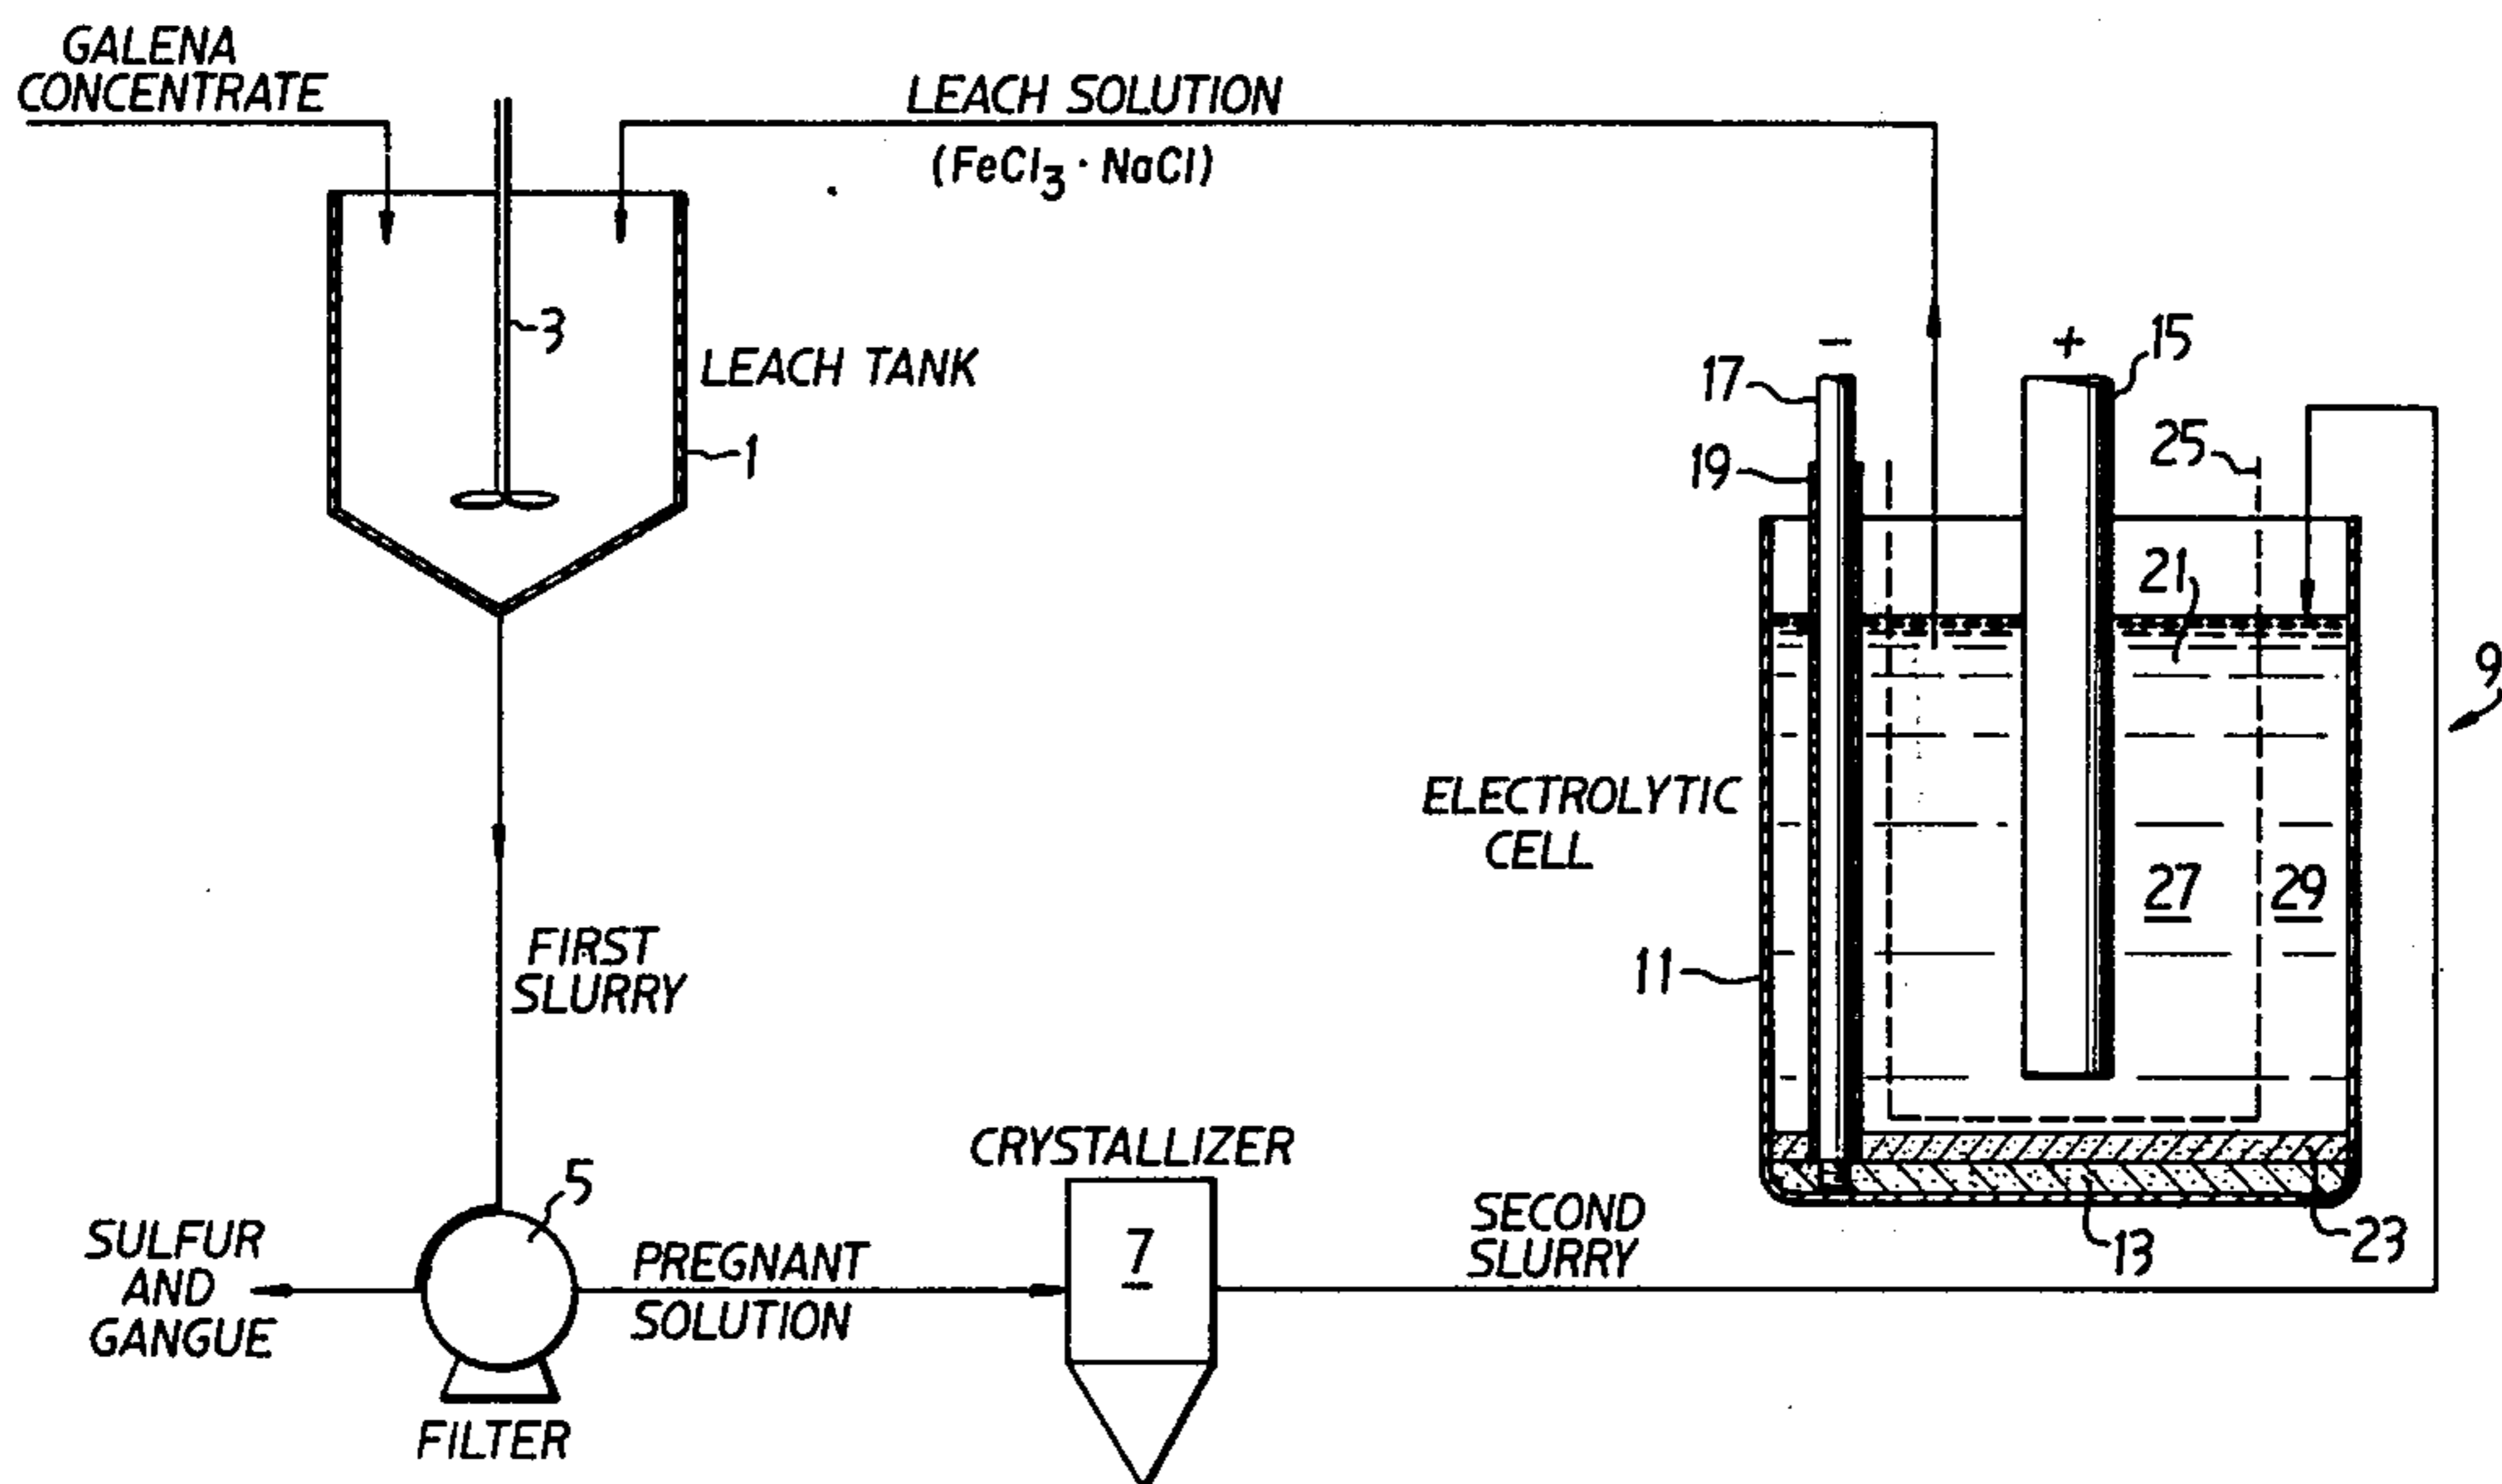 GALENA
CONCENTRATE
LEACH SOLUTION
(FeCl3 · NaCl)
3
LEACH TANK
1
−
+
15
17
25
19
21
9
ELECTROLYTIC
CELL
27
29
11
FIRST
SLURRY
CRYSTALLIZER
5
SECOND
SLURRY
13
23
SULFUR
AND
GANGUE
PREGNANT
SOLUTION
7
FILTER